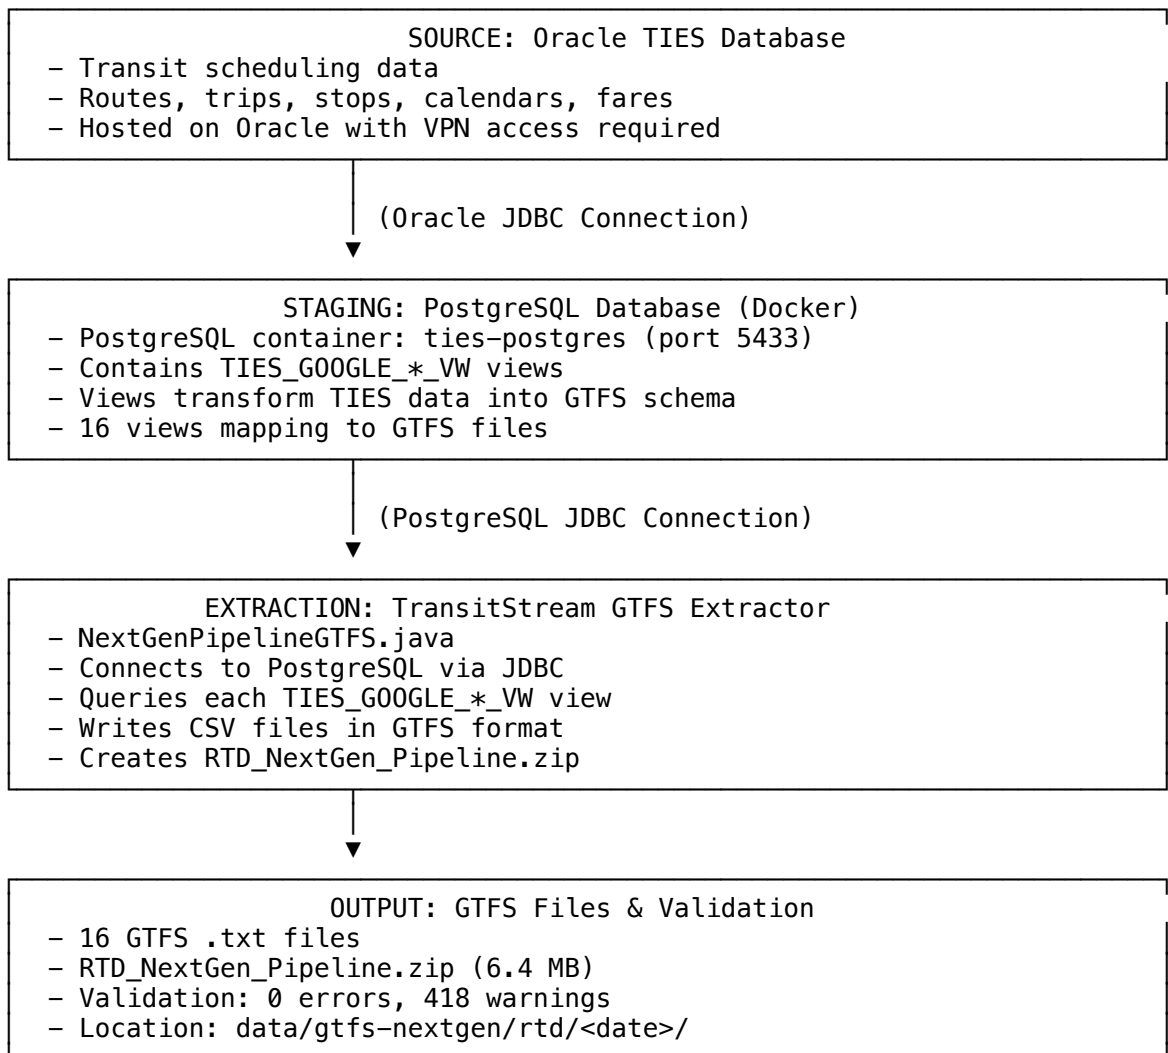 SOURCE: Oracle TIES Database
- Transit scheduling data
- Routes, trips, stops, calendars, fares
- Hosted on Oracle with VPN access required
(Oracle JDBC Connection)
STAGING: PostgreSQL Database (Docker)
- PostgreSQL container: ties-postgres (port 5433)
- Contains TIES_GOOGLE_*_VW views
- Views transform TIES data into GTFS schema
- 16 views mapping to GTFS files
(PostgreSQL JDBC Connection)
EXTRACTION: TransitStream GTFS Extractor
- NextGenPipelineGTFS.java
- Connects to PostgreSQL via JDBC
- Queries each TIES_GOOGLE_*_VW view
- Writes CSV files in GTFS format
- Creates RTD_NextGen_Pipeline.zip
OUTPUT: GTFS Files & Validation
- 16 GTFS .txt files
- RTD_NextGen_Pipeline.zip (6.4 MB)
- Validation: 0 errors, 418 warnings
- Location: data/gtfs-nextgen/rtd/<date>/